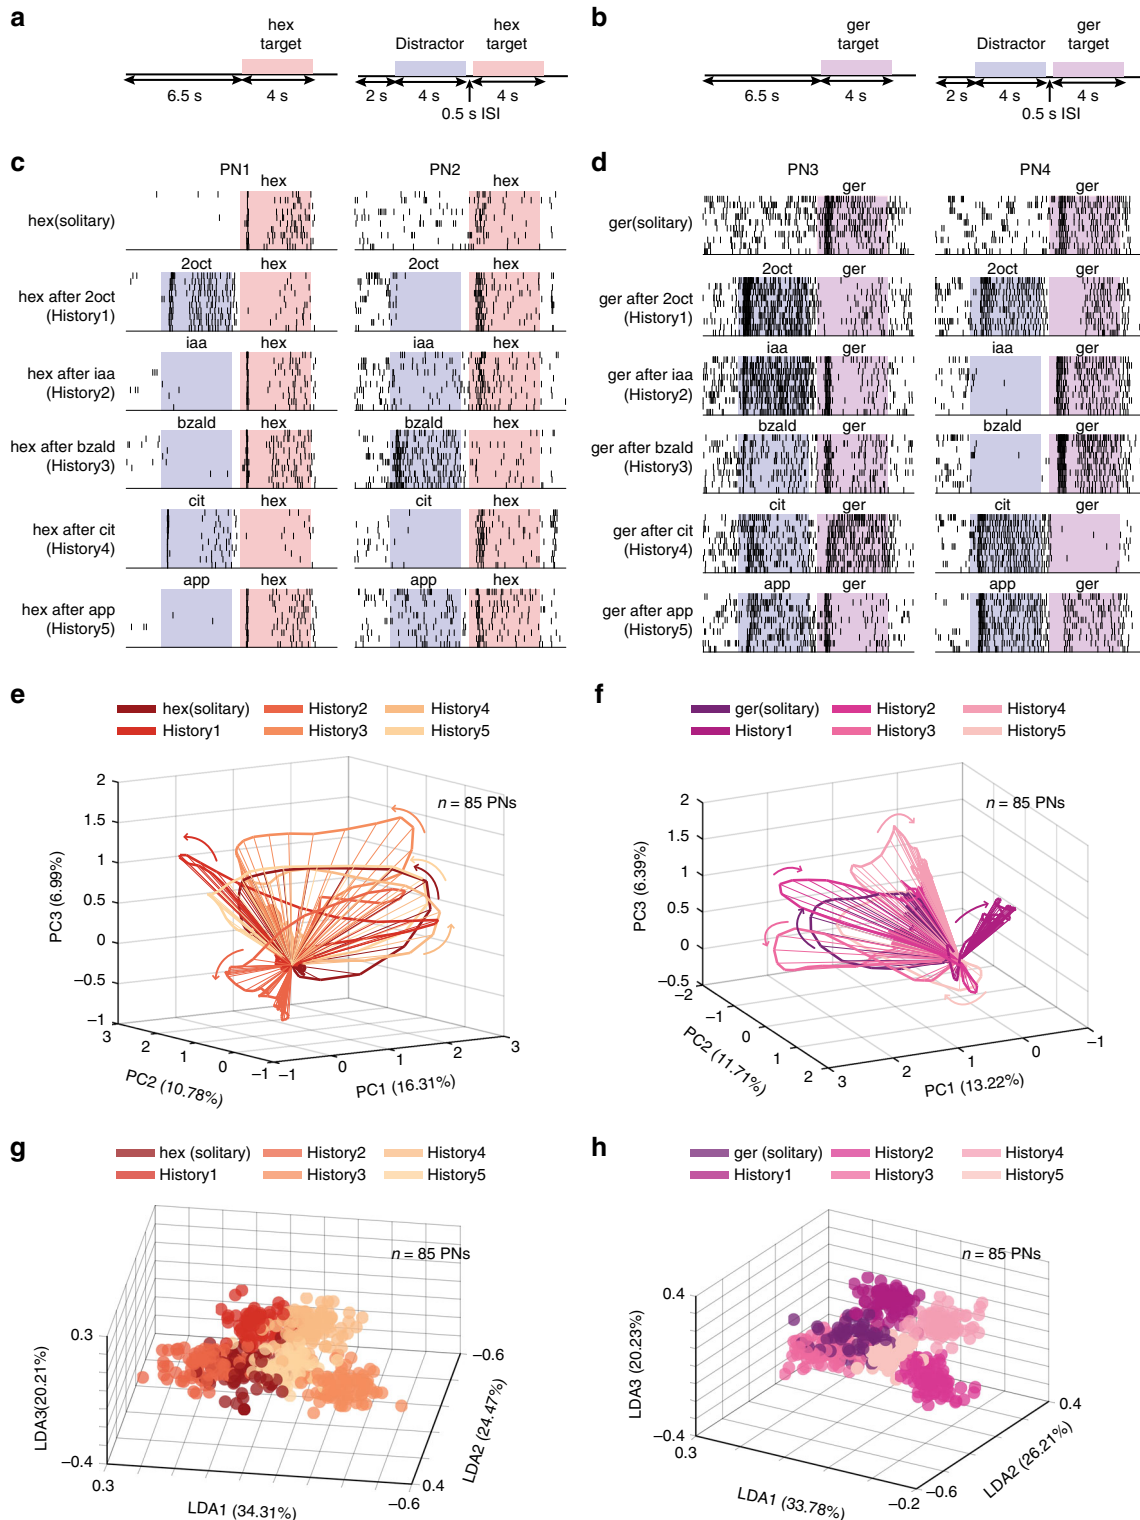 a
hex
target
Distractor
hex
target
6.5 s
4 s
2 s
4 s
4 s
0.5 s ISI
b
ger
target
Distractor
ger
target
6.5 s
4 s
2 s
4 s
4 s
0.5 s ISI
c
PN1
PN2
hex
hex
hex(solitary)
2oct
hex
2oct
hex
hex after 2oct
(History1)
iaa
hex
iaa
hex
hex after iaa
(History2)
bzald
hex
bzald
hex
hex after bzald
(History3)
cit
hex
cit
hex
hex after cit
(History4)
app
hex
app
hex
hex after app
(History5)
d
PN3
PN4
ger
ger
ger(solitary)
2oct
ger
2oct
ger
ger after 2oct
(History1)
iaa
ger
iaa
ger
ger after iaa
(History2)
bzald
ger
bzald
ger
ger after bzald
(History3)
cit
ger
cit
ger
ger after cit
(History4)
app
ger
app
ger
ger after app
(History5)
e
hex(solitary)
History2
History4
History1
History3
History5
n = 85 PNs
2
1.5
1
0.5
0
−0.5
−1
PC3 (6.99%)
3
2
1
0
−1
PC2 (10.78%)
−1
0
1
2
3
PC1 (16.31%)
f
ger(solitary)
History2
History4
History1
History3
History5
n = 85 PNs
2
1.5
1
0.5
0
−0.5
PC3 (6.39%)
−2
−1
0
1
2
PC2 (11.71%)
3
2
1
0
−1
PC1 (13.22%)
g
hex (solitary)
History2
History4
History1
History3
History5
n = 85 PNs
0.3
−0.4
LDA3(20.21%)
0.3
−0.6
LDA1 (34.31%)
−0.6
0.4
LDA2 (24.47%)
h
ger (solitary)
History2
History4
History1
History3
History5
n = 85 PNs
0.4
−0.4
LDA3 (20.23%)
0.3
−0.2
LDA1 (33.78%)
0.4
−0.6
LDA2 (26.21%)